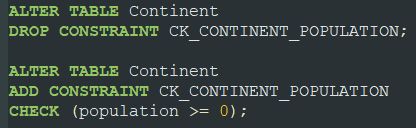 ALTER TABLE Continent
DROP CONSTRAINT CK_CONTINENT_POPULATION;
ALTER TABLE Continent
ADD CONSTRAINT CK_CONTINENT_POPULATION
CHECK (population >= 0);